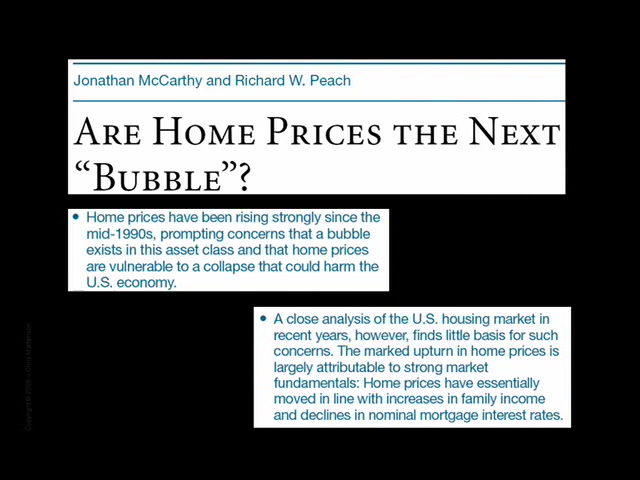 Jonathan McCarthy and Richard W. Peach
ARE HOME PRICES THE NEXT
“BUBBLE”?
• Home prices have been rising strongly since the
mid-1990s, prompting concerns that a bubble
exists in this asset class and that home prices
are vulnerable to a collapse that could harm the
U.S. economy.
• A close analysis of the U.S. housing market in
recent years, however, finds little basis for such
concerns. The marked upturn in home prices is
largely attributable to strong market
fundamentals: Home prices have essentially
moved in line with increases in family income
and declines in nominal mortgage interest rates.